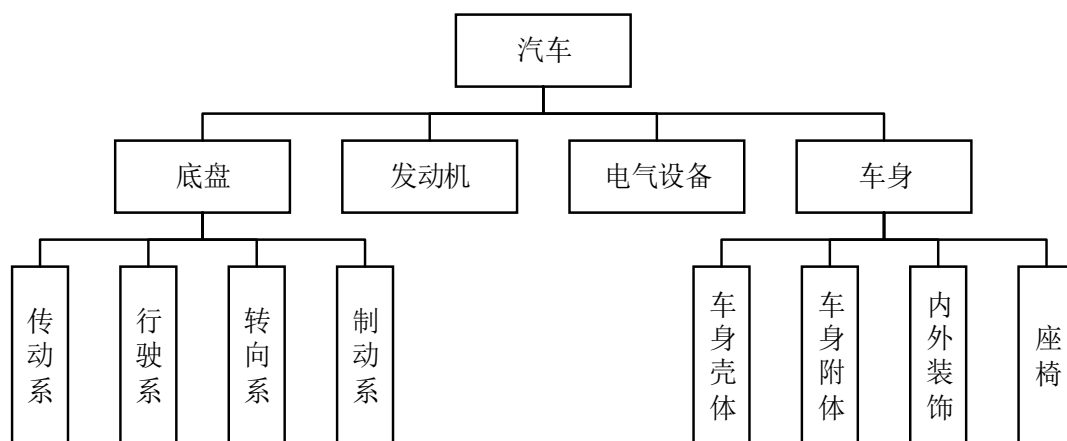 汽车
底盘
发动机
电气设备
车身
传动系
行驶系
转向系
制动系
车身壳体
车身附体
内外装饰
座椅